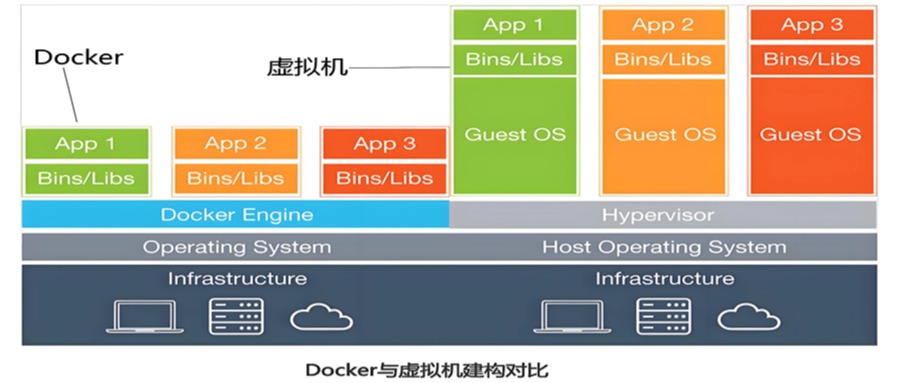 Docker
App 1
App 2
App 3
Bins/Libs
Bins/Libs
Bins/Libs
Docker Engine
Operating System
Infrastructure
虚拟机
App 1
App 2
App 3
Bins/Libs
Bins/Libs
Bins/Libs
Guest OS
Guest OS
Guest OS
Hypervisor
Host Operating System
Infrastructure
Docker与虚拟机建构对比